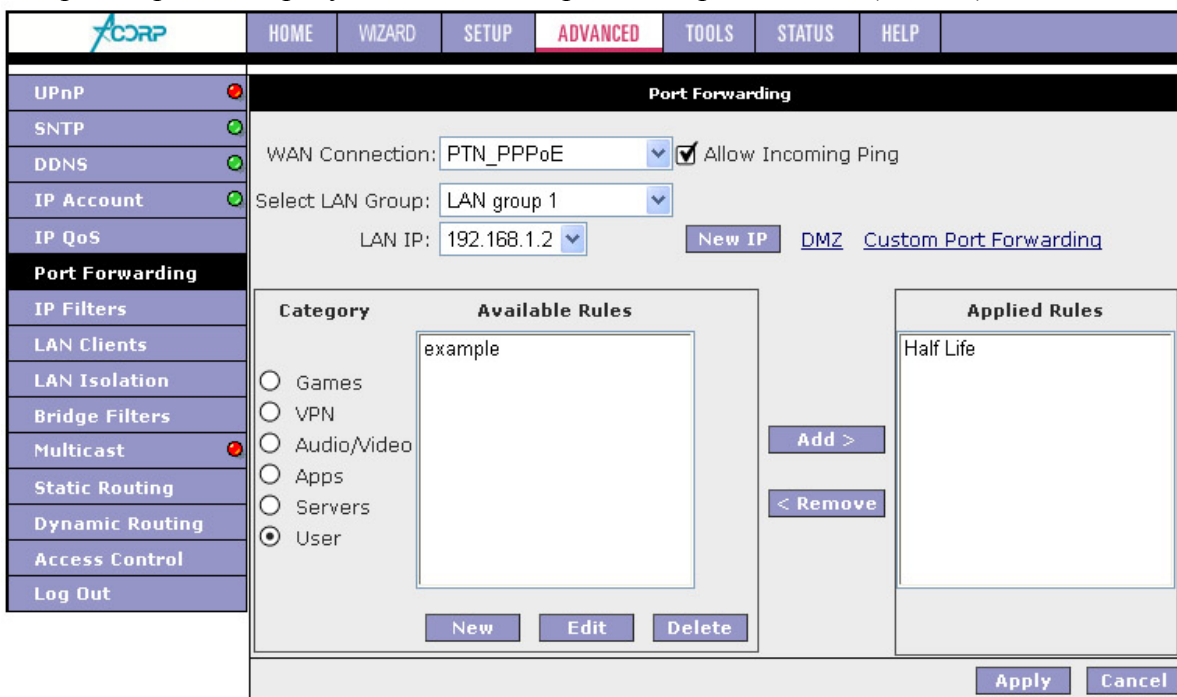 ACORP
HOME WIZARD SETUP ADVANCED TOOLS STATUS HELP
UPnP
SNTP
DDNS
IP Account
IP QoS
Port Forwarding
IP Filters
LAN Clients
LAN Isolation
Bridge Filters
Multicast
Static Routing
Dynamic Routing
Access Control
Log Out
Port Forwarding
WAN Connection: PTN_PPPoE Allow Incoming Ping
Select LAN Group: LAN group 1
LAN IP: 192.168.1.2 New IP DMZ Custom Port Forwarding
Category Available Rules
example
Games
VPN
Audio/Video
Apps
Servers
User
New Edit Delete
Add >
< Remove
Applied Rules
Half Life
Apply Cancel